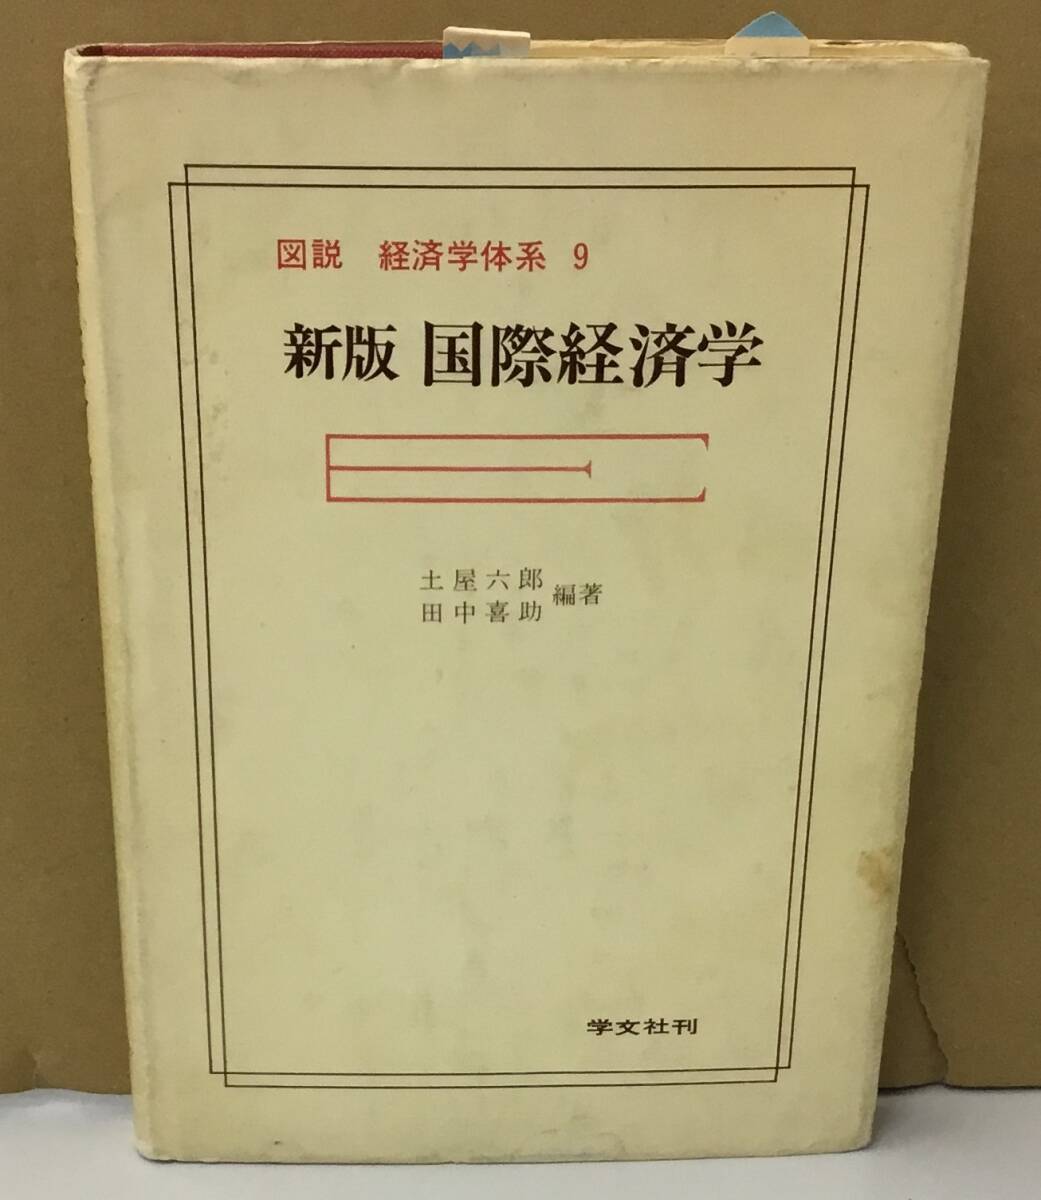 図説 経済学体系 9
新版 国際経済学
土屋六郎
田中喜助
編著
学文社刊